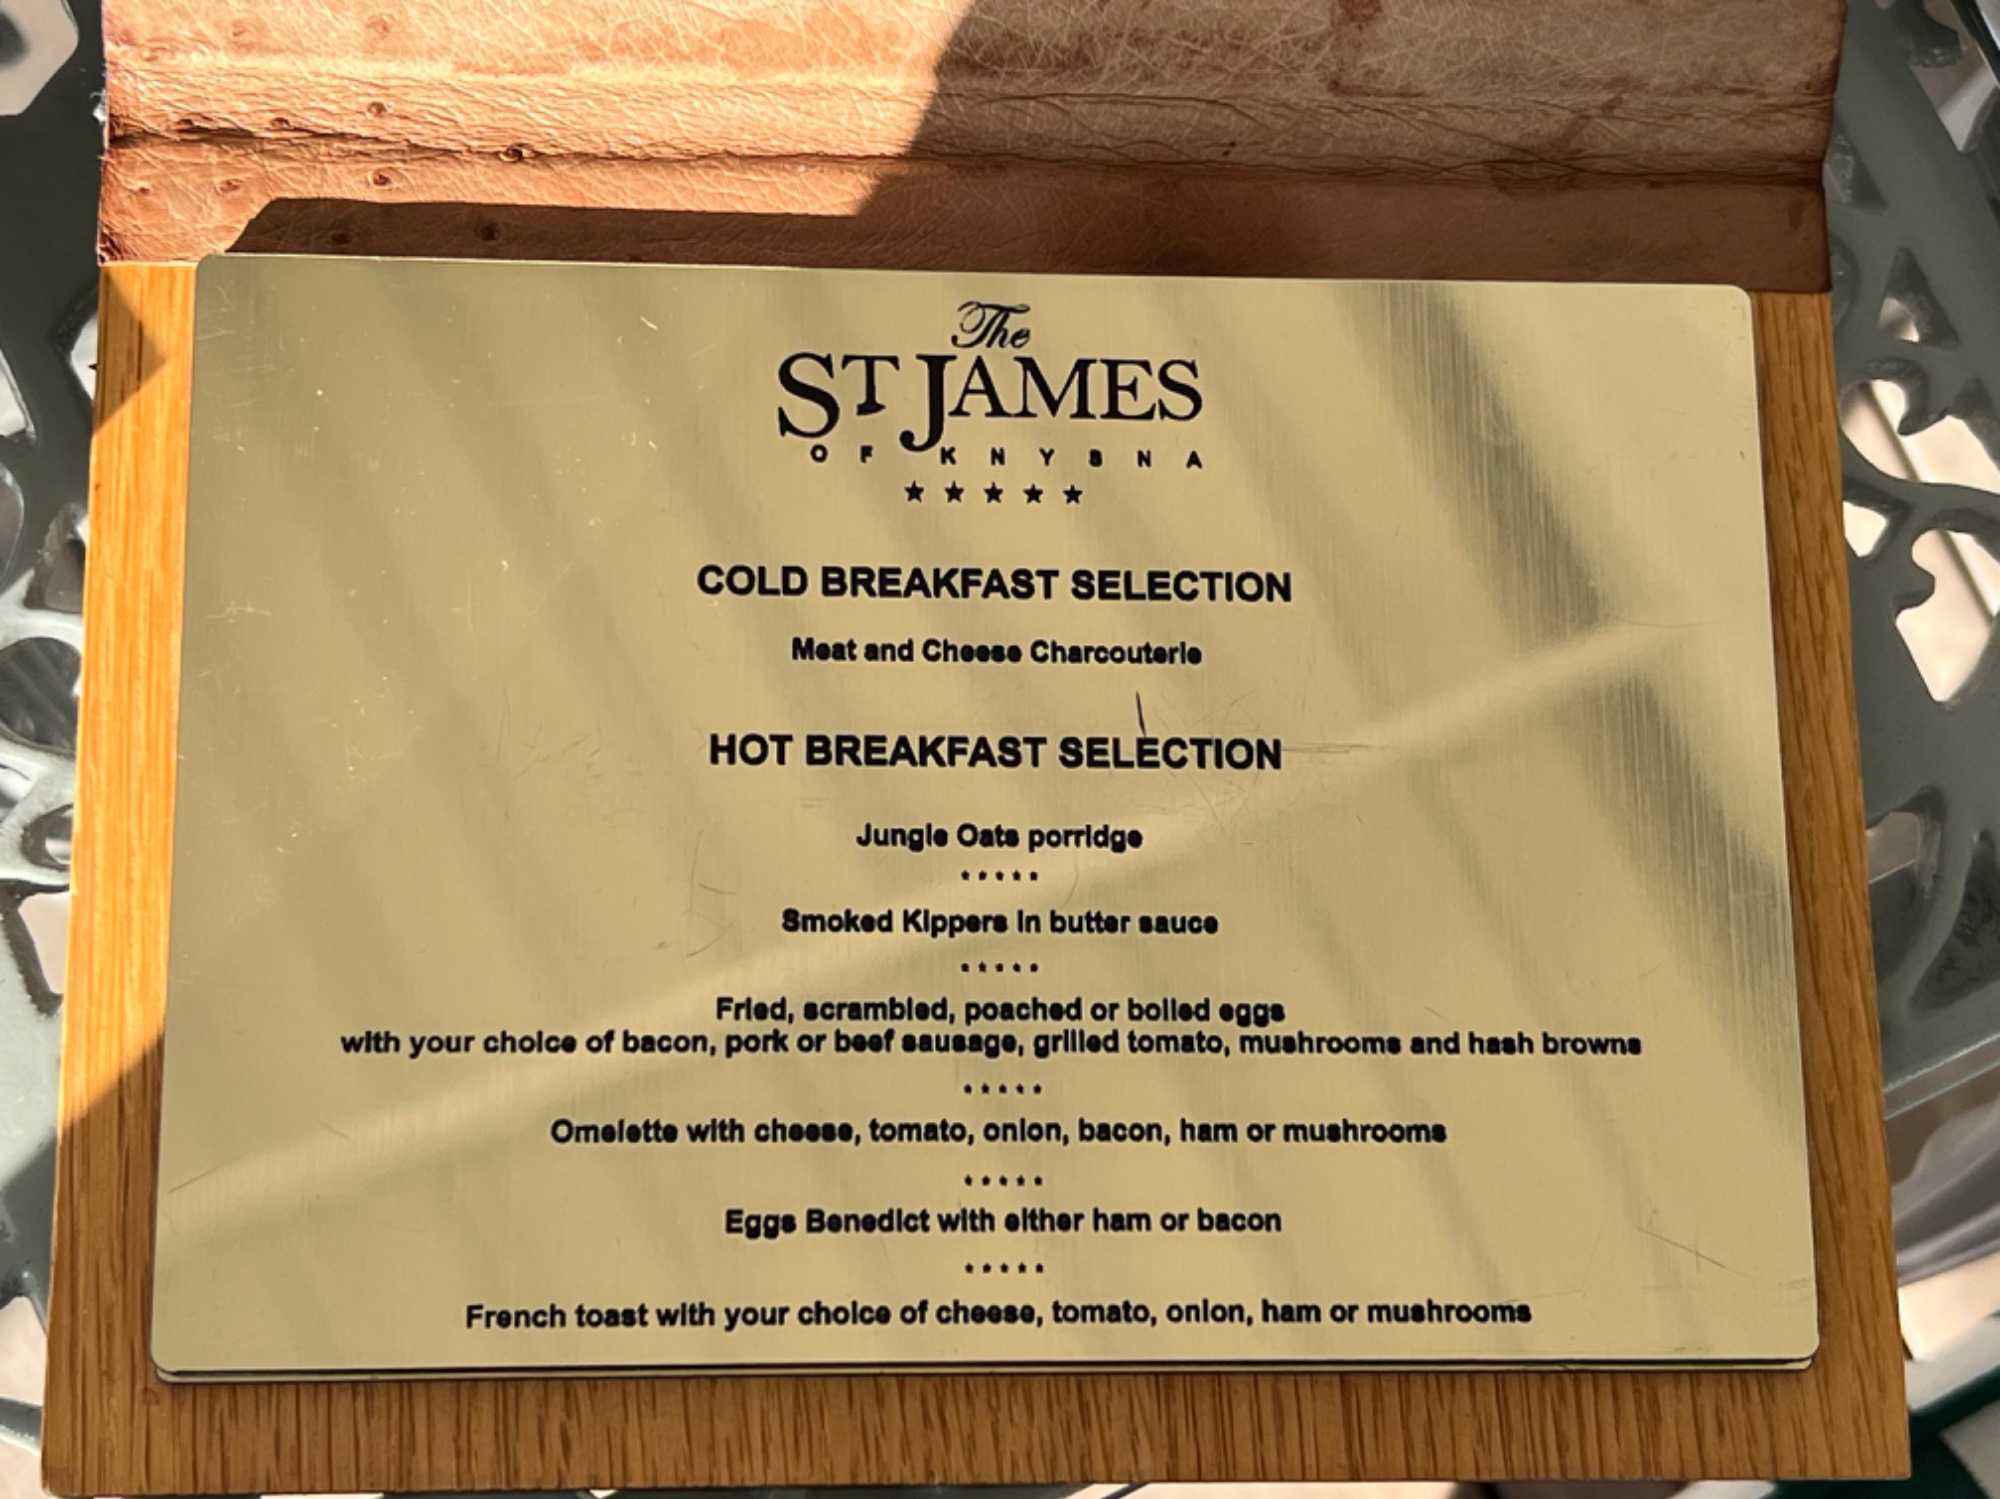 The
ST JAMES
OF KNYSNA
★★★★★
COLD BREAKFAST SELECTION
Meat and Cheese Charcouterie
HOT BREAKFAST SELECTION
Jungle Oats porridge
*****
Smoked Kippers in butter sauce
*****
Fried, scrambled, poached or boiled eggs
with your choice of bacon, pork or beef sausage, grilled tomato, mushrooms and hash browns
*****
Omelette with cheese, tomato, onion, bacon, ham or mushrooms
*****
Eggs Benedict with either ham or bacon
*****
French toast with your choice of cheese, tomato, onion, ham or mushrooms